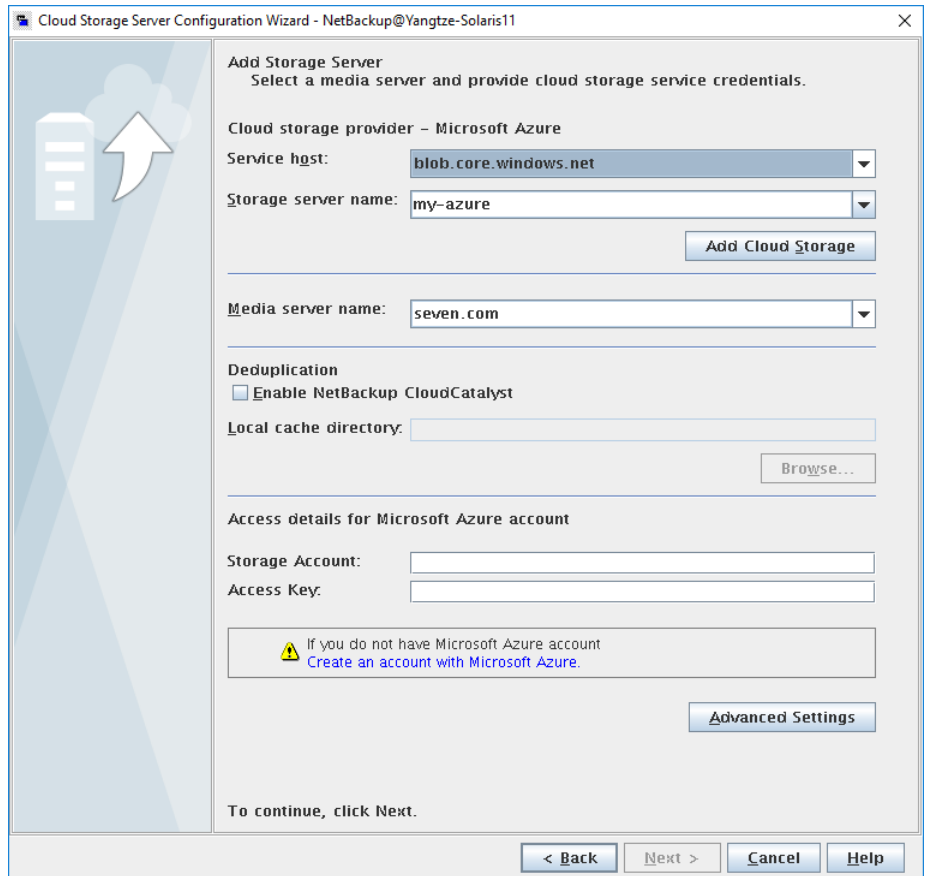 Cloud Storage Server Configuration Wizard - NetBackup@Yangtze-Solaris11
Add Storage Server
Select a media server and provide cloud storage service credentials.
Cloud storage provider - Microsoft Azure
Service host: blob.core.windows.net
Storage server name: my-azure
Add Cloud Storage
Media server name: seven.com
Deduplication
Enable NetBackup CloudCatalyst
Local cache directory:
Browse...
Access details for Microsoft Azure account
Storage Account:
Access Key:
If you do not have Microsoft Azure account
Create an account with Microsoft Azure.
Advanced Settings
To continue, click Next.
< Back Next > Cancel Help